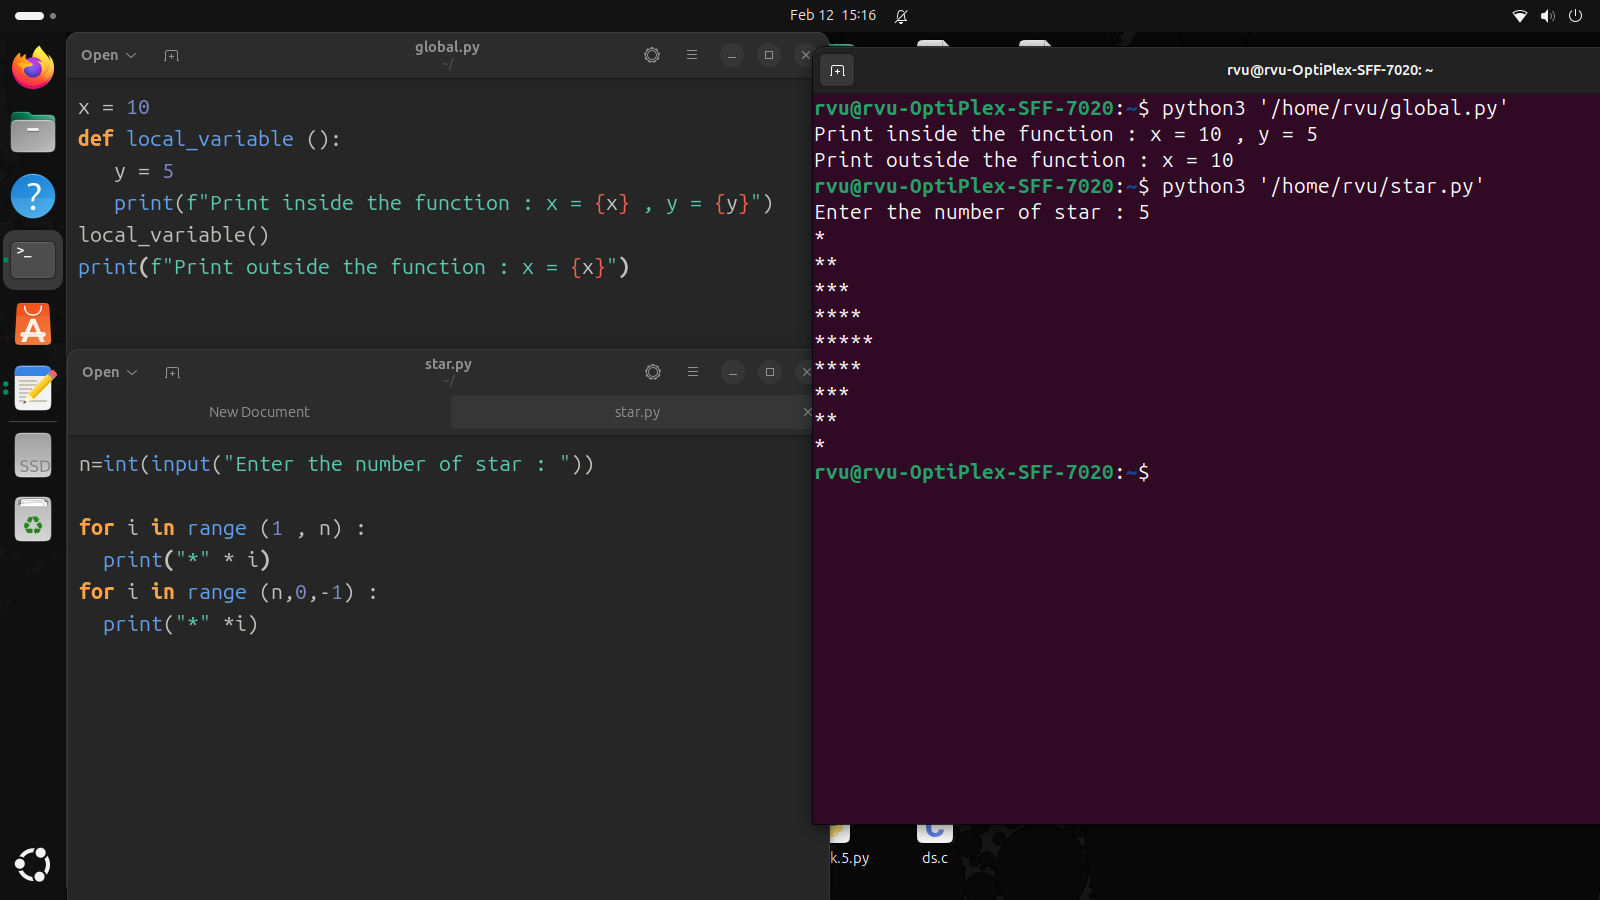 Feb 12 15:16
Open
global.py
~/
x = 10
def local_variable ():
   y = 5
   print(f"Print inside the function : x = {x} , y = {y}")
local_variable()
print(f"Print outside the function : x = {x}")
Open
star.py
~/
New Document
star.py
n=int(input("Enter the number of star : "))
for i in range (1 , n) :
  print("*" * i)
for i in range (n,0,-1) :
  print("*" *i)
SSD
rvu@rvu-OptiPlex-SFF-7020: ~
rvu@rvu-OptiPlex-SFF-7020:~$ python3 '/home/rvu/global.py'
Print inside the function : x = 10 , y = 5
Print outside the function : x = 10
rvu@rvu-OptiPlex-SFF-7020:~$ python3 '/home/rvu/star.py'
Enter the number of star : 5
*
**
***
****
*****
****
***
**
*
rvu@rvu-OptiPlex-SFF-7020:~$
k.5.py
ds.c